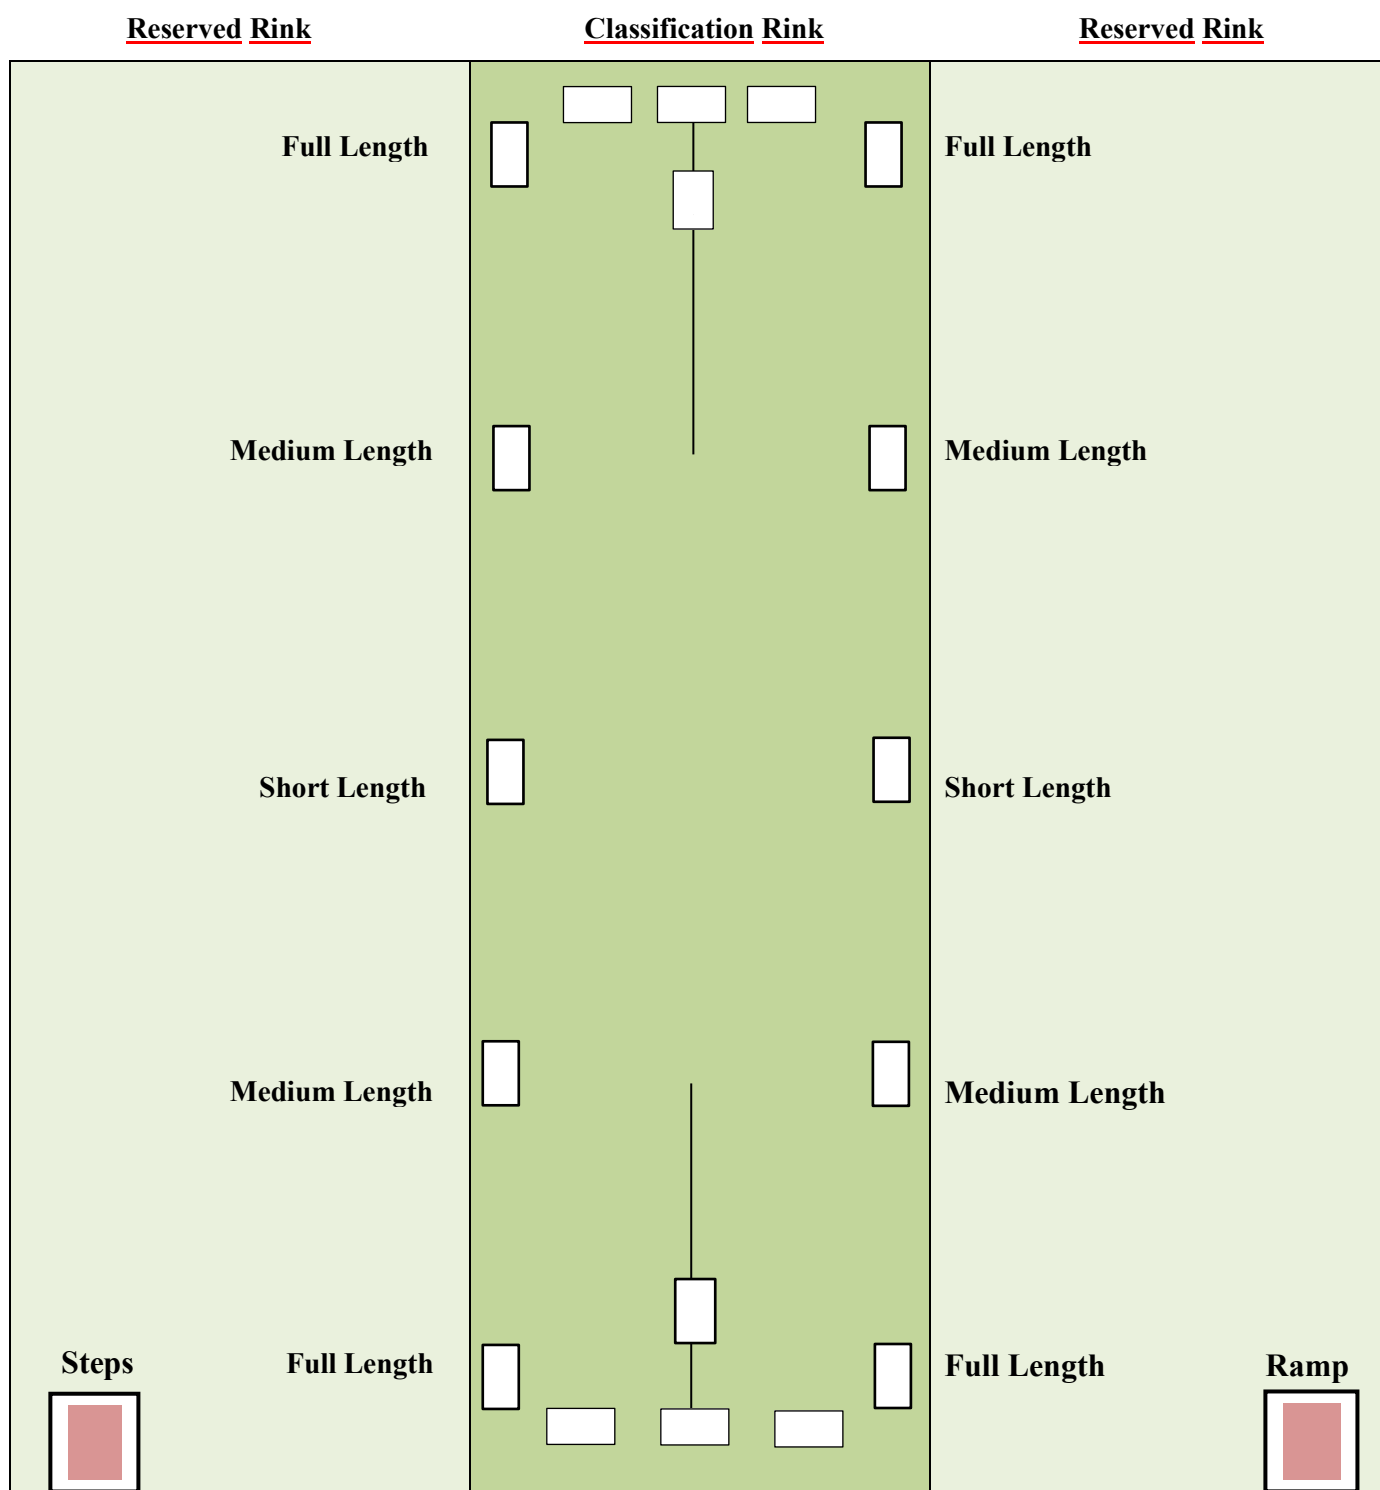 Reserved Rink
Classification Rink
Reserved Rink
Full Length
Full Length
Medium Length
Medium Length
Short Length
Short Length
Medium Length
Medium Length
Steps
Full Length
Full Length
Ramp